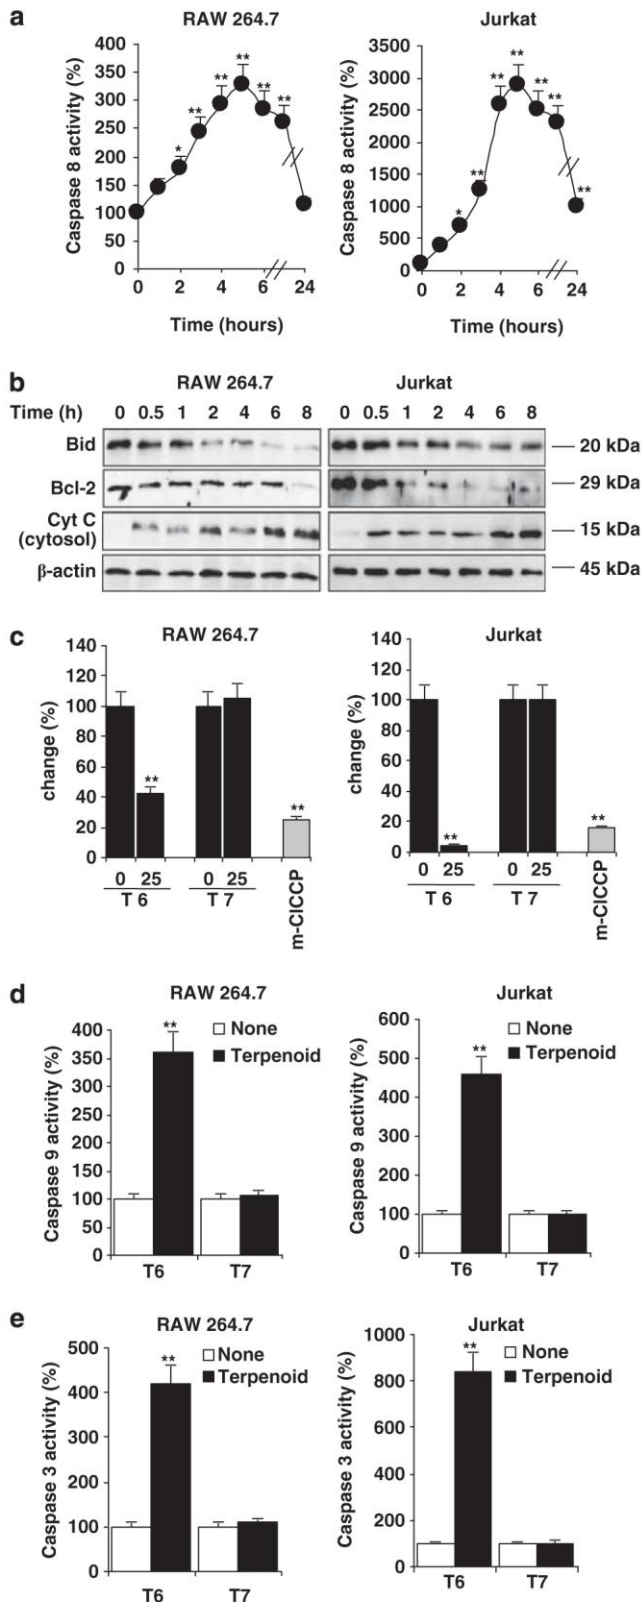 a
RAW 264.7
Jurkat
Caspase 8 activity (%)
400
350
300
250
200
150
100
50
0
0 2 4 6 24
Time (hours)
* ** ** ** ** **
Caspase 8 activity (%)
3500
3000
2500
2000
1500
1000
500
0
0 2 4 6 24
Time (hours)
* ** ** ** ** ** **
b
RAW 264.7
Jurkat
Time (h) 0 0.5 1 2 4 6 8 0 0.5 1 2 4 6 8
Bid
20 kDa
Bcl-2
29 kDa
Cyt C
(cytosol)
15 kDa
β-actin
45 kDa
c
RAW 264.7
Jurkat
change (%)
140
120
100
80
60
40
20
0
** **
0 25 0 25
T 6 T 7
m-ClCCP
change (%)
140
120
100
80
60
40
20
0
** **
0 25 0 25
T 6 T 7
m-ClCCP
d
RAW 264.7
Jurkat
Caspase 9 activity (%)
400
350
300
250
200
150
100
50
0
**
None
Terpenoid
T6 T7
Caspase 9 activity (%)
600
500
400
300
200
100
0
**
None
Terpenoid
T6 T7
e
RAW 264.7
Jurkat
Caspase 3 activity (%)
500
400
300
200
100
0
**
None
Terpenoid
T6 T7
Caspase 3 activity (%)
1000
800
600
400
200
0
**
None
Terpenoid
T6 T7